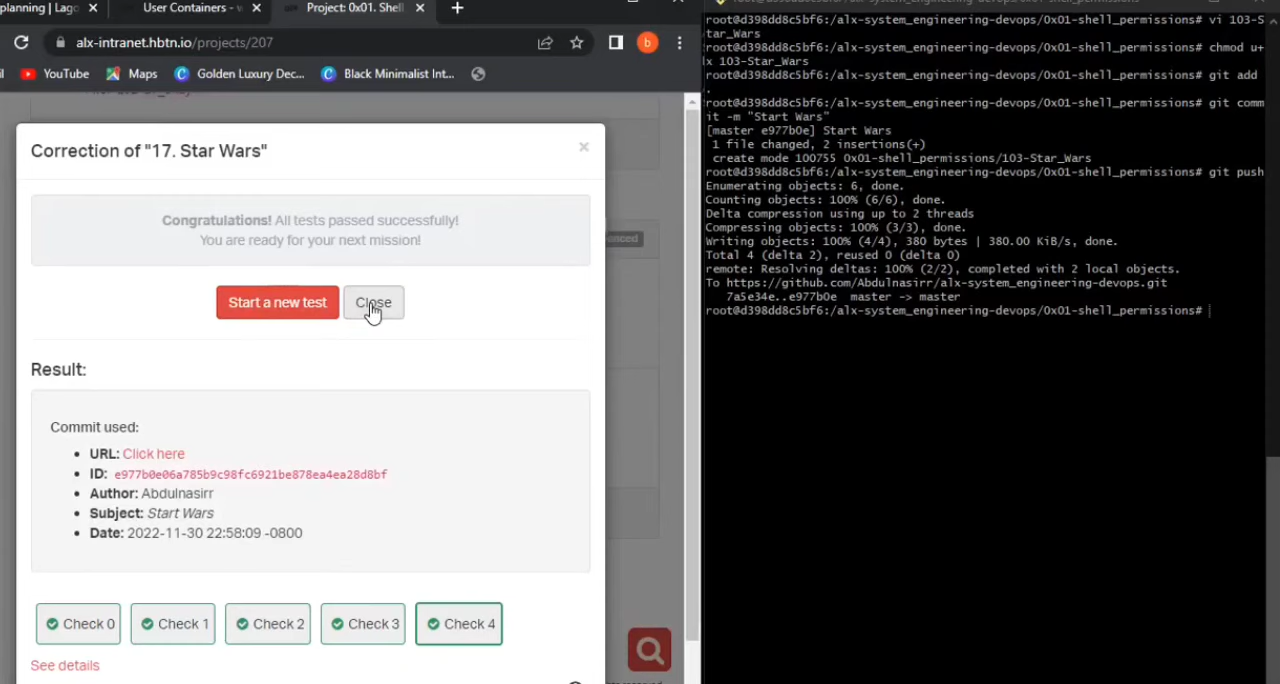 planning | Lago
User Containers -
Project: 0x01. Shell
alx-intranet.hbtn.io/projects/207
b
YouTube
Maps
Golden Luxury Dec...
Black Minimalist Int...
Correction of "17. Star Wars"
×
Congratulations! All tests passed successfully!
You are ready for your next mission!
Start a new test
Close
Result:
Commit used:
• URL: Click here
• ID: e977b0e06a785b9c98fc6921be878ea4ea28d8bf
• Author: Abdulnasirr
• Subject: Start Wars
• Date: 2022-11-30 22:58:09 -0800
Check 0
Check 1
Check 2
Check 3
Check 4
See details
root@d398dd8c5bf6:/alx-system_engineering-devops/0x01-shell_permissions# vi 103-S
tar_Wars
root@d398dd8c5bf6:/alx-system_engineering-devops/0x01-shell_permissions# chmod u+
x 103-Star_Wars
root@d398dd8c5bf6:/alx-system_engineering-devops/0x01-shell_permissions# git add
.
root@d398dd8c5bf6:/alx-system_engineering-devops/0x01-shell_permissions# git comm
it -m "Start Wars"
[master e977b0e] Start Wars
1 file changed, 2 insertions(+)
create mode 100755 0x01-shell_permissions/103-Star_Wars
root@d398dd8c5bf6:/alx-system_engineering-devops/0x01-shell_permissions# git push
Enumerating objects: 6, done.
Counting objects: 100% (6/6), done.
Delta compression using up to 2 threads
Compressing objects: 100% (3/3), done.
Writing objects: 100% (4/4), 380 bytes | 380.00 KiB/s, done.
Total 4 (delta 2), reused 0 (delta 0)
remote: Resolving deltas: 100% (2/2), completed with 2 local objects.
To https://github.com/Abdulnasirr/alx-system_engineering-devops.git
7a5e34e..e977b0e master -> master
root@d398dd8c5bf6:/alx-system_engineering-devops/0x01-shell_permissions#